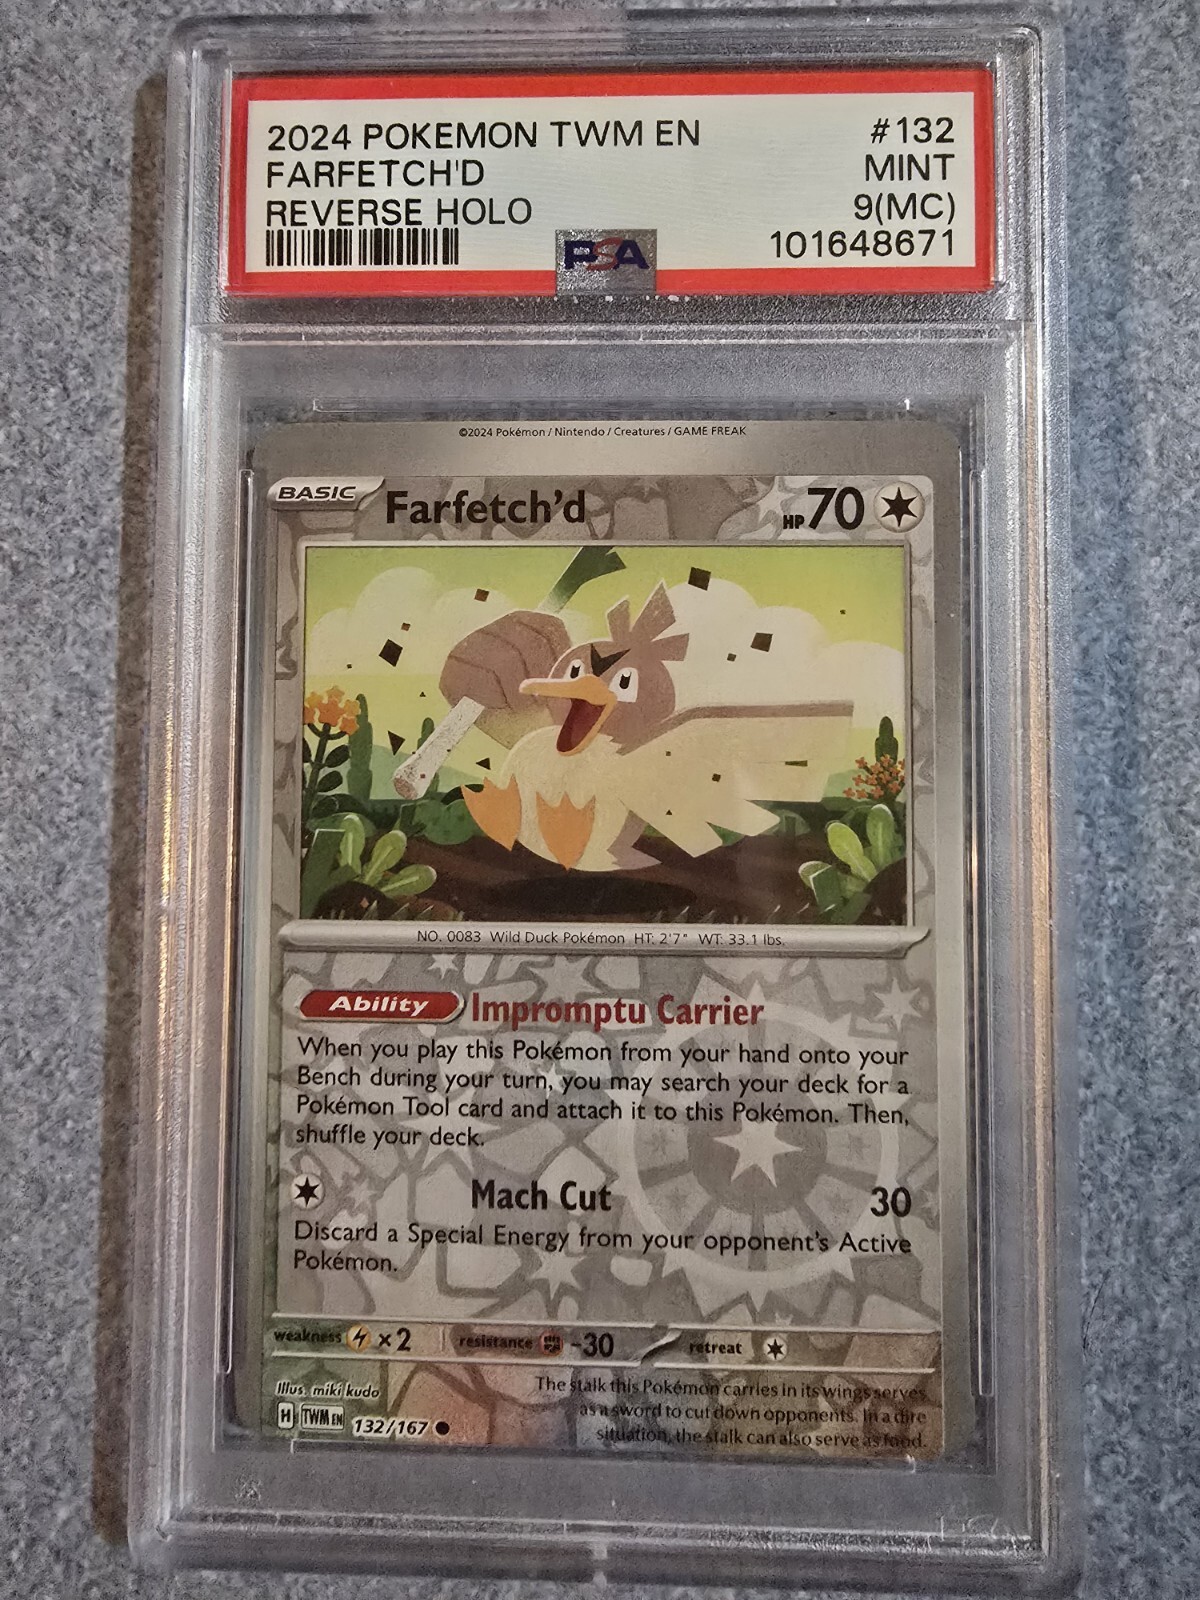 2024 POKEMON TWM EN #132
FARFETCH'D MINT
REVERSE HOLO 9(MC)
PSA 101648671
©2024 Pokémon / Nintendo / Creatures / GAME FREAK
BASIC Farfetch'd HP 70
NO. 0083 Wild Duck Pokémon HT: 2'7" WT: 33.1 lbs.
Ability Impromptu Carrier
When you play this Pokémon from your hand onto your
Bench during your turn, you may search your deck for a
Pokémon Tool card and attach it to this Pokémon. Then,
shuffle your deck.
Mach Cut 30
Discard a Special Energy from your opponent's Active
Pokémon.
weakness ×2 resistance -30 retreat
Illus. miki kudo
The stalk this Pokémon carries in its wings serves
as a sword to cut down opponents. In a dire
situation, the stalk can also serve as food.
H TWM EN 132/167